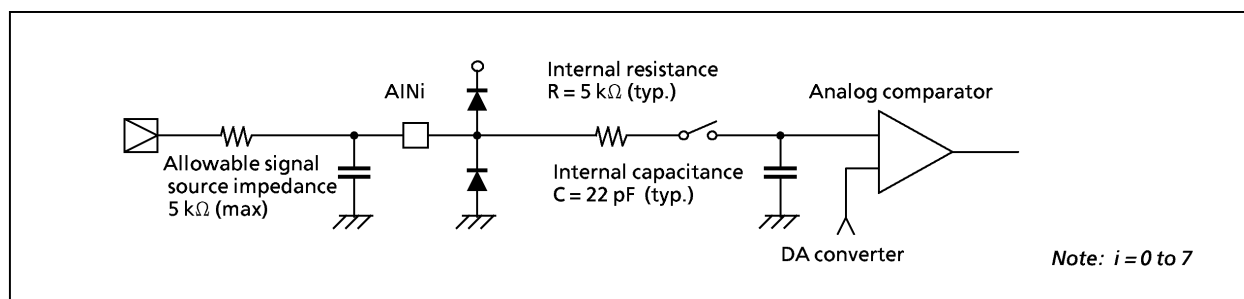 AINi
Internal resistance
R = 5 kΩ (typ.)
Analog comparator
Allowable signal
source impedance
5 kΩ (max)
Internal capacitance
C = 22 pF (typ.)
DA converter
Note: i = 0 to 7